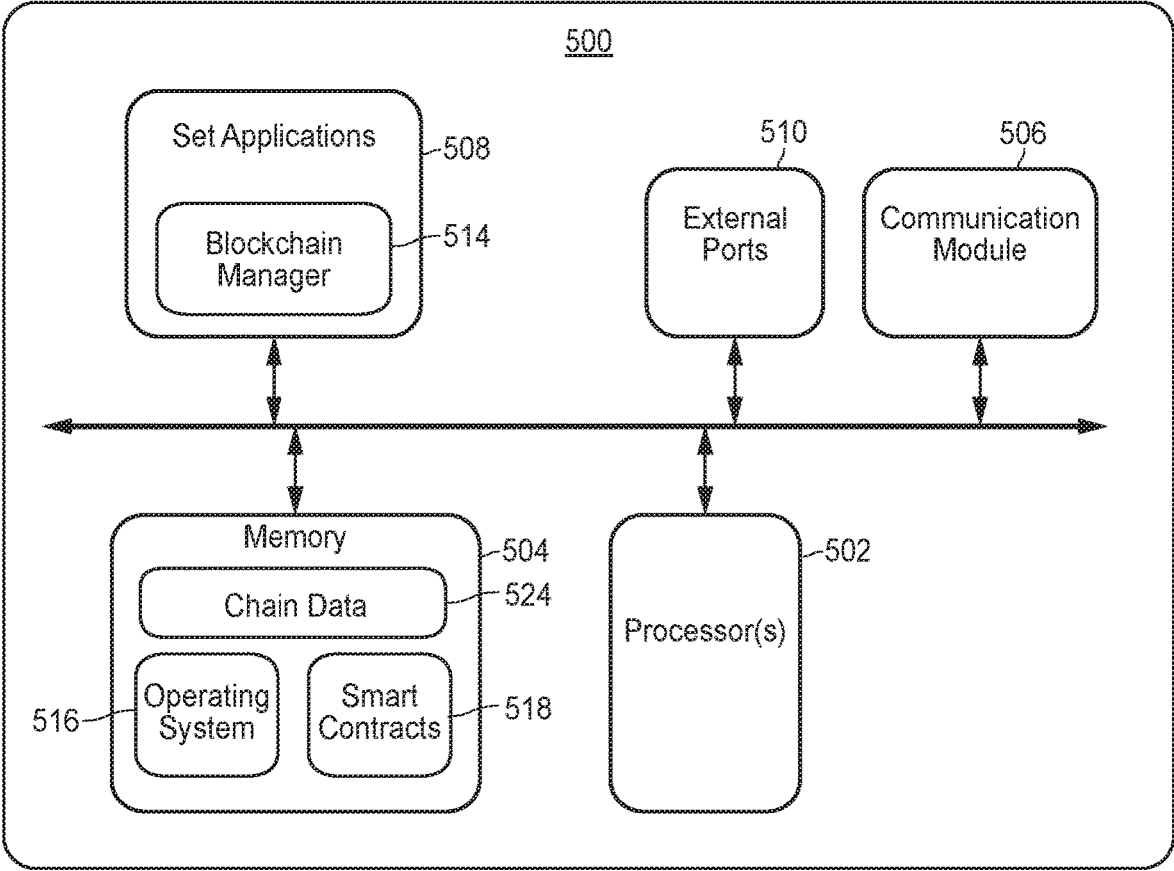 500
Set Applications
508
Blockchain
Manager
514
510
External
Ports
506
Communication
Module
Memory
504
Chain Data
524
Operating
System
516
Smart
Contracts
518
502
Processor(s)